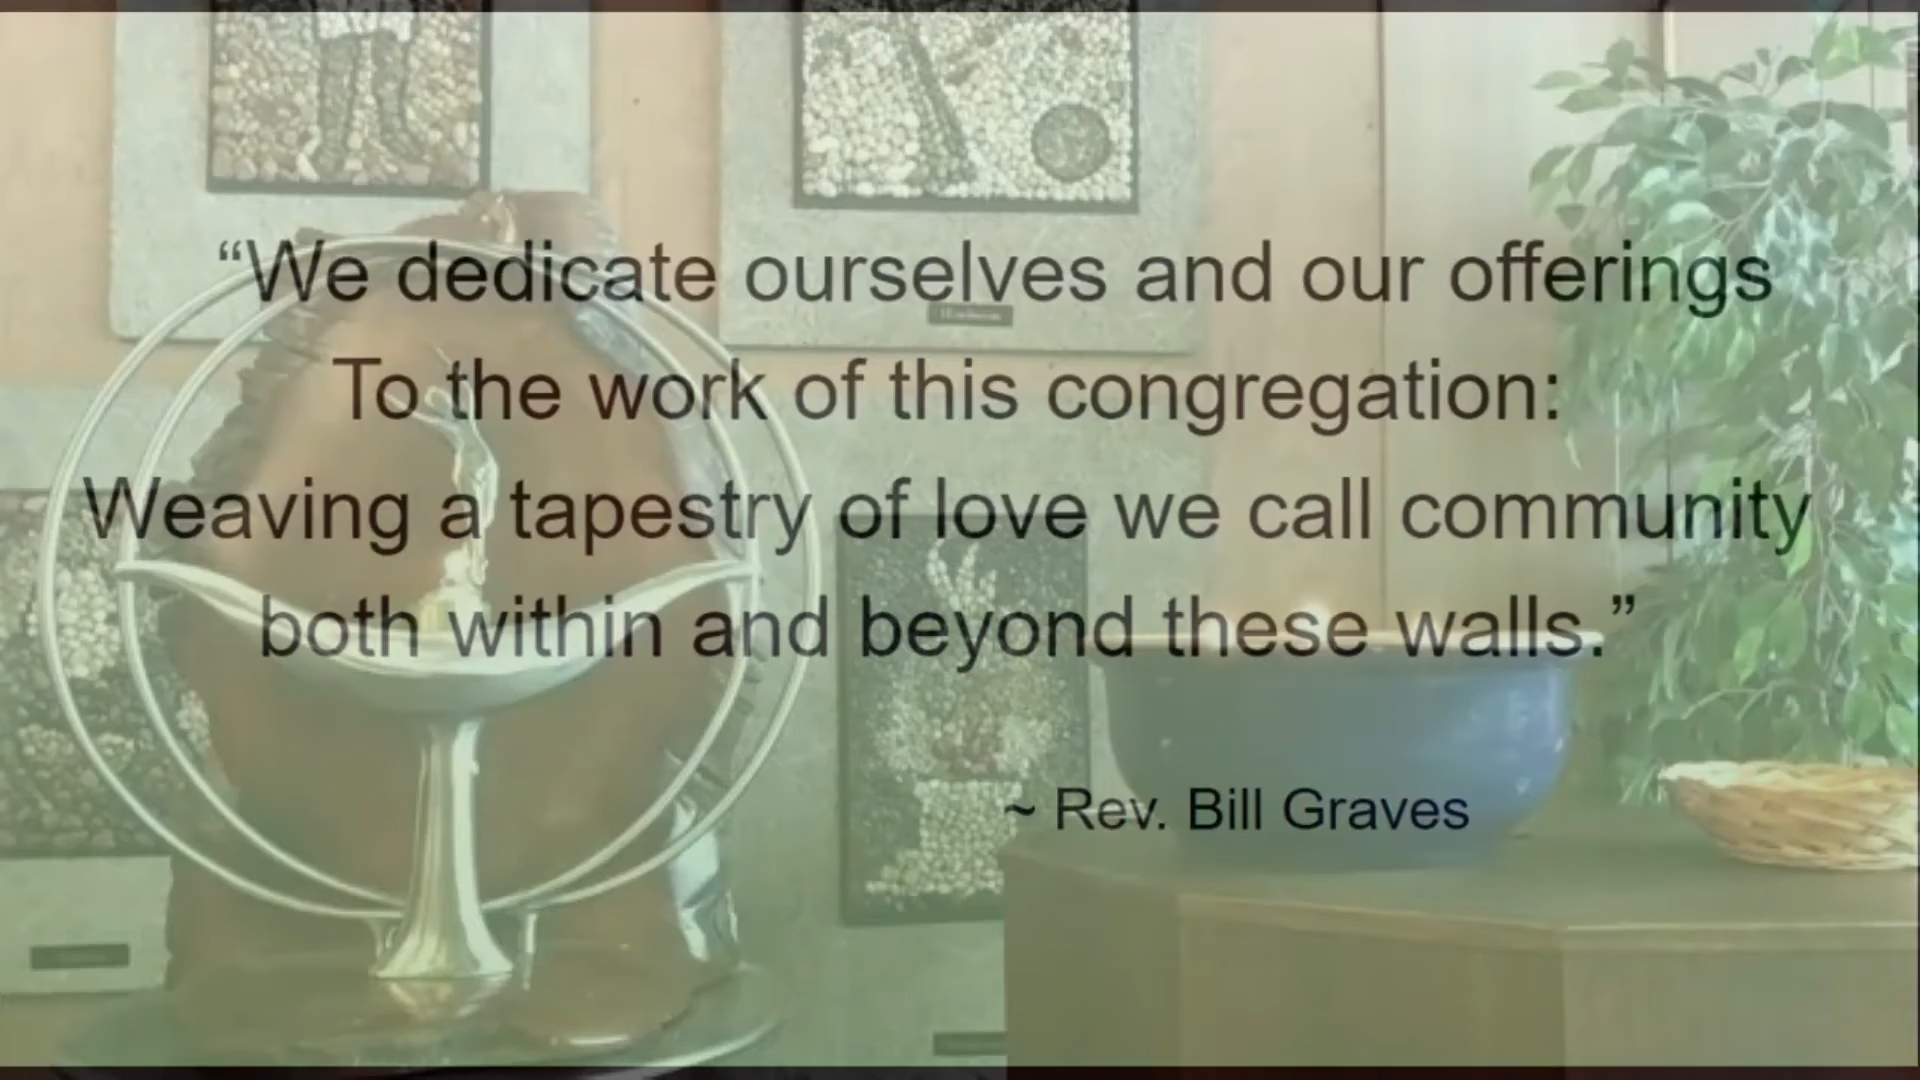 “We dedicate ourselves and our offerings
To the work of this congregation:
Weaving a tapestry of love we call community
both within and beyond these walls.”
~ Rev. Bill Graves